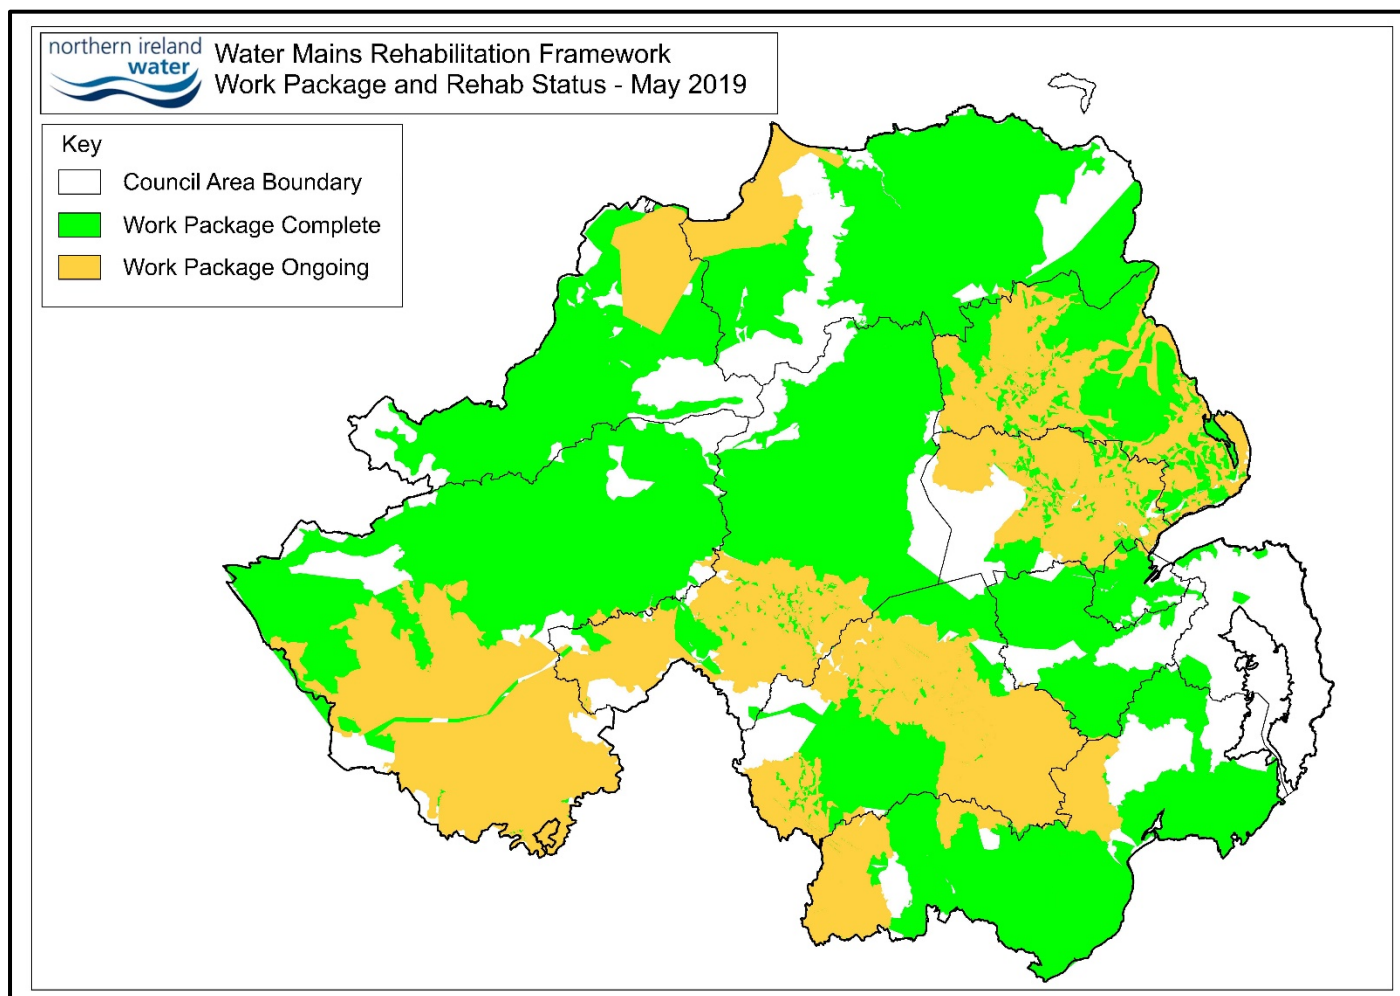 northern ireland
water
Water Mains Rehabilitation Framework
Work Package and Rehab Status - May 2019
Key
Council Area Boundary
Work Package Complete
Work Package Ongoing